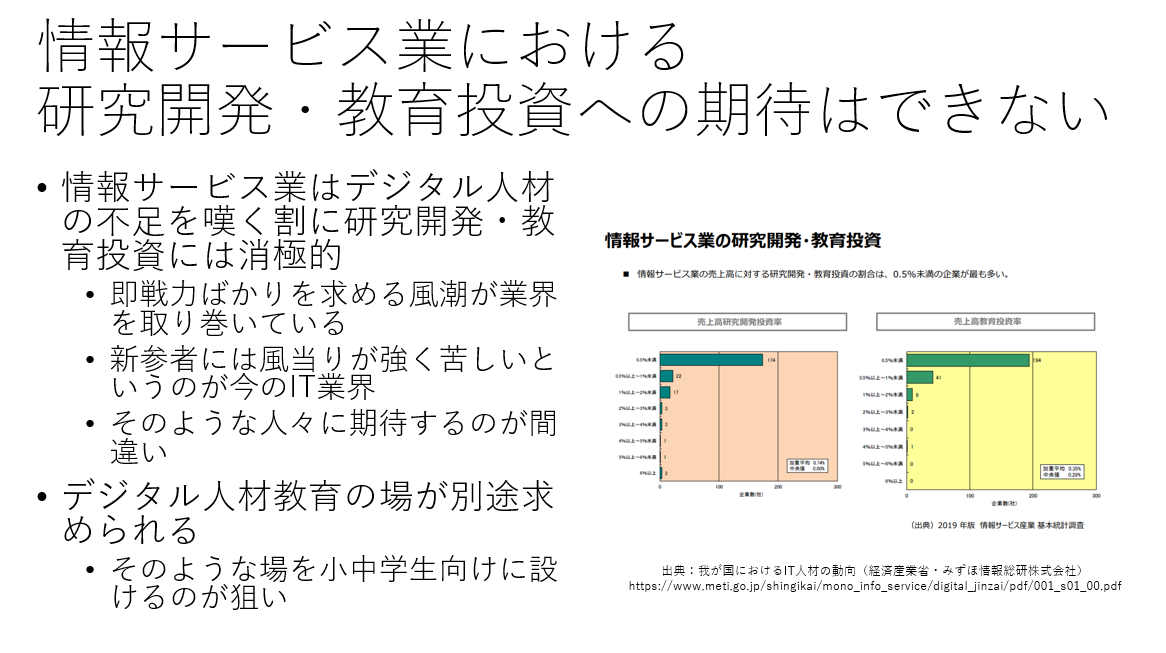 情報サービス業における
研究開発・教育投資への期待はできない
• 情報サービス業はデジタル人材
の不足を嘆く割に研究開発・教
育投資には消極的
• 即戦力ばかりを求める風潮が業界
を取り巻いている
• 新参者には風当りが強く苦しいと
いうのが今のIT業界
• そのような人々に期待するのが間
違い
• デジタル人材教育の場が別途求
められる
• そのような場を小中学生向けに設
けるのが狙い
情報サービス業の研究開発・教育投資
■ 情報サービス業の売上高に対する研究開発・教育投資の割合は、0.5%未満の企業が最も多い。
売上高研究開発投資率
0.5%未満 174
0.5%以上～1%未満 22
1%以上～2%未満 17
2%以上～3%未満 3
3%以上～4%未満 3
4%以上～5%未満 1
5%以上～6%未満 1
6%以上 3
加重平均 0.74%
中央値 0.00%
0 100 200 300
企業数(社)
売上高教育投資率
0.5%未満 194
0.5%以上～1%未満 41
1%以上～2%未満 9
2%以上～3%未満 2
3%以上～4%未満 0
4%以上～5%未満 1
5%以上～6%未満 0
6%以上 0
加重平均 0.35%
中央値 0.20%
0 100 200 300
企業数(社)
（出典）2019 年版 情報サービス産業 基本統計調査
出典：我が国におけるIT人材の動向（経済産業省・みずほ情報総研株式会社）
https://www.meti.go.jp/shingikai/mono_info_service/digital_jinzai/pdf/001_s01_00.pdf